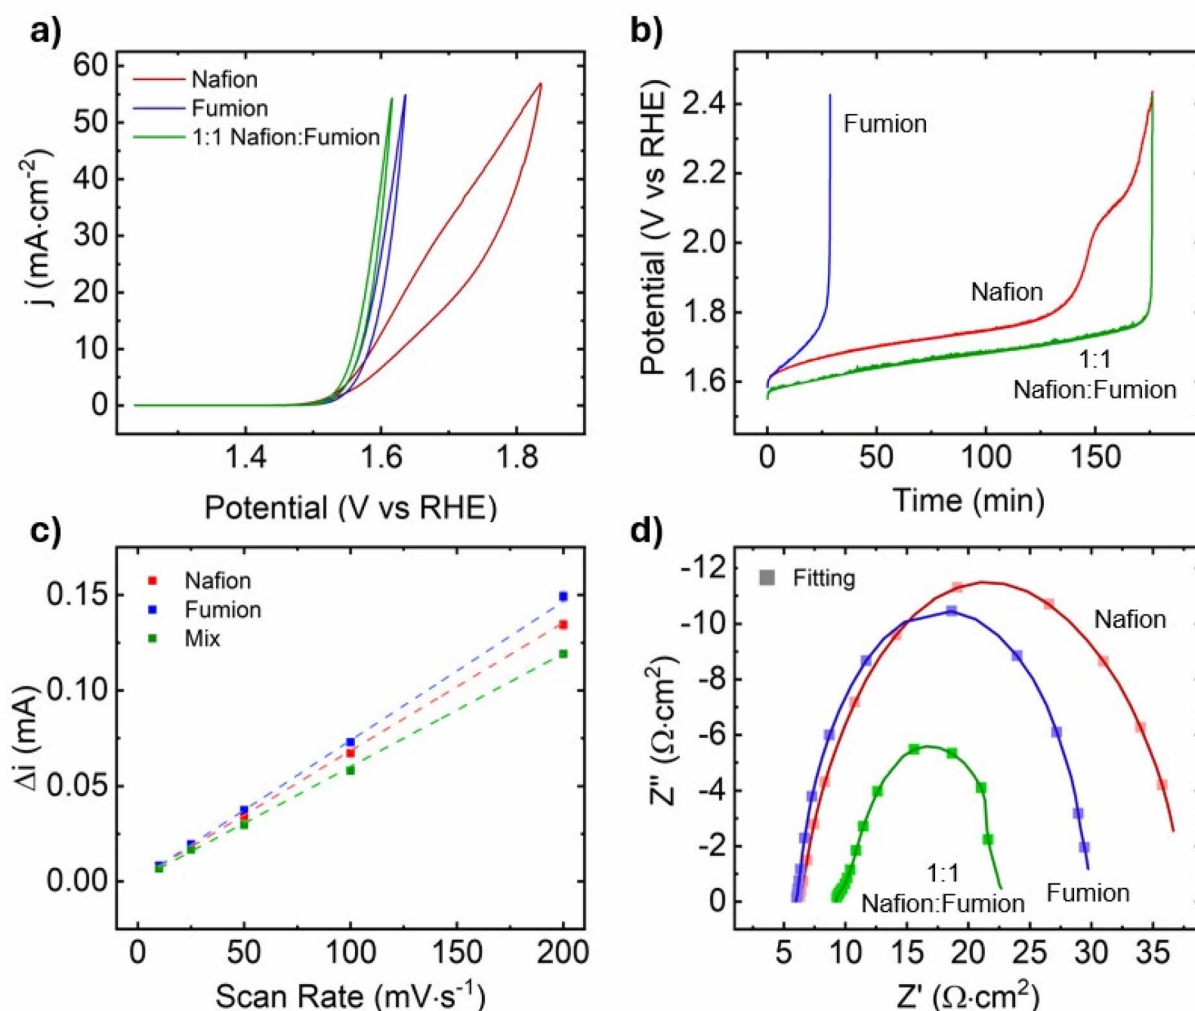 a)
60
50
40
30
20
10
0
j (mA·cm-2)
Nafion
Fumion
1:1 Nafion:Fumion
1.4
1.6
1.8
Potential (V vs RHE)
b)
2.4
2.2
2.0
1.8
1.6
Potential (V vs RHE)
Fumion
Nafion
1:1
Nafion:Fumion
0
50
100
150
Time (min)
c)
0.15
0.10
0.05
0.00
Δi (mA)
Nafion
Fumion
Mix
0
50
100
150
200
Scan Rate (mV·s-1)
d)
-12
-10
-8
-6
-4
-2
0
Z'' (Ω·cm2)
Fitting
Nafion
1:1
Nafion:Fumion
Fumion
5
10
15
20
25
30
35
Z' (Ω·cm2)